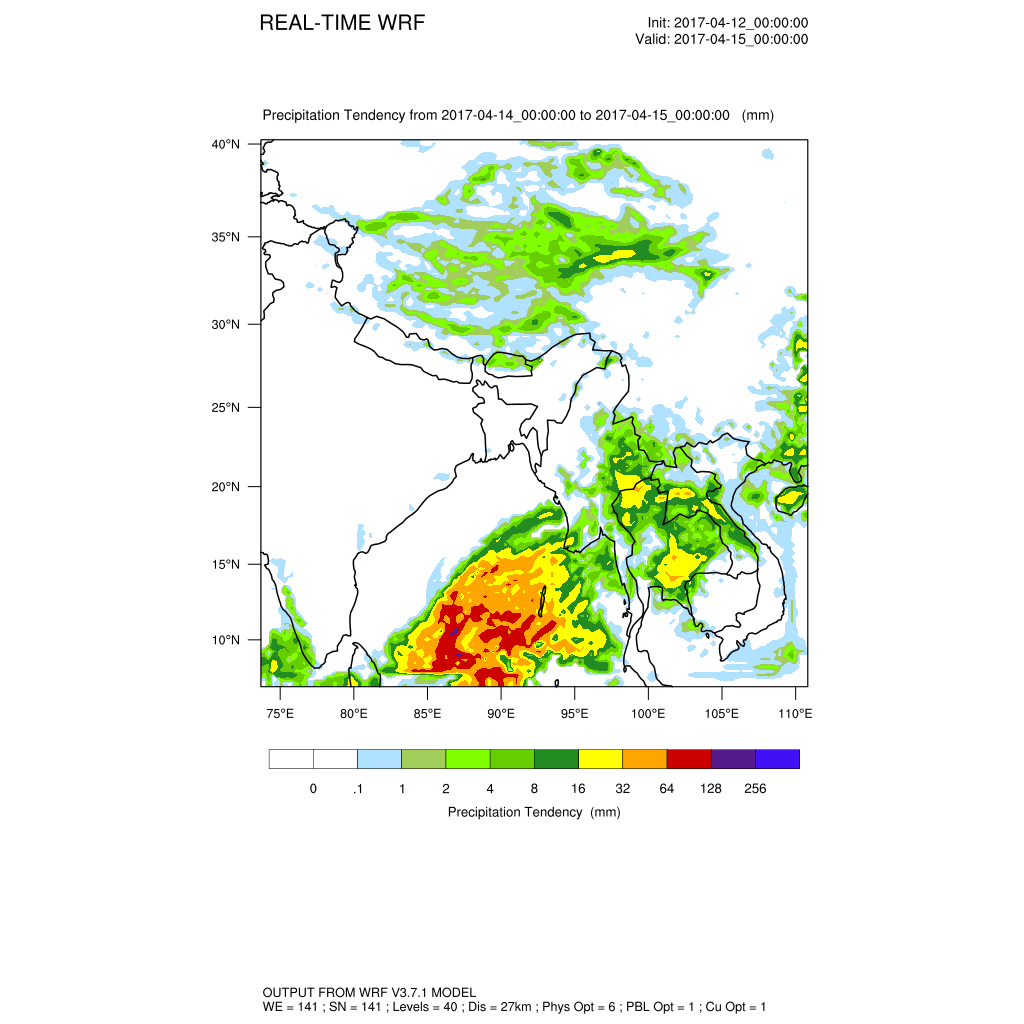 REAL-TIME WRF
Init: 2017-04-12_00:00:00
Valid: 2017-04-15_00:00:00
Precipitation Tendency from 2017-04-14_00:00:00 to 2017-04-15_00:00:00 (mm)
40°N
35°N
30°N
25°N
20°N
15°N
10°N
75°E 80°E 85°E 90°E 95°E 100°E 105°E 110°E
0 .1 1 2 4 8 16 32 64 128 256
Precipitation Tendency (mm)
OUTPUT FROM WRF V3.7.1 MODEL
WE = 141 ; SN = 141 ; Levels = 40 ; Dis = 27km ; Phys Opt = 6 ; PBL Opt = 1 ; Cu Opt = 1